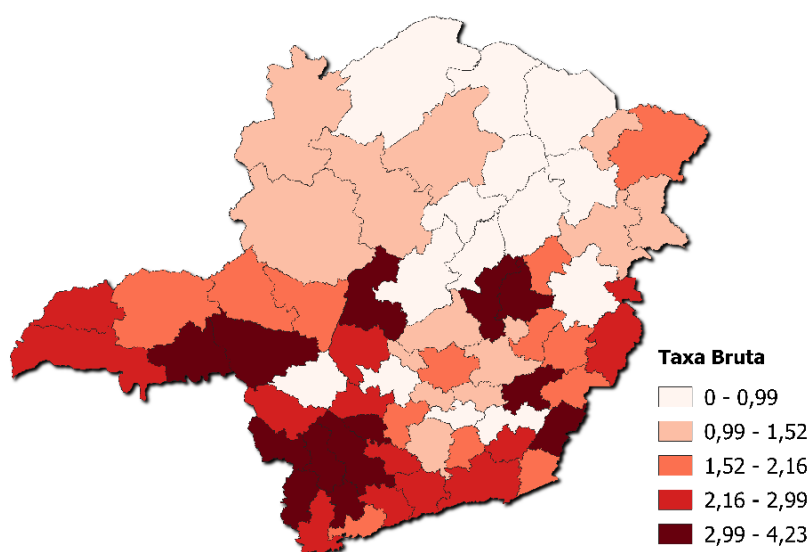 Taxa Bruta
0 - 0,99
0,99 - 1,52
1,52 - 2,16
2,16 - 2,99
2,99 - 4,23